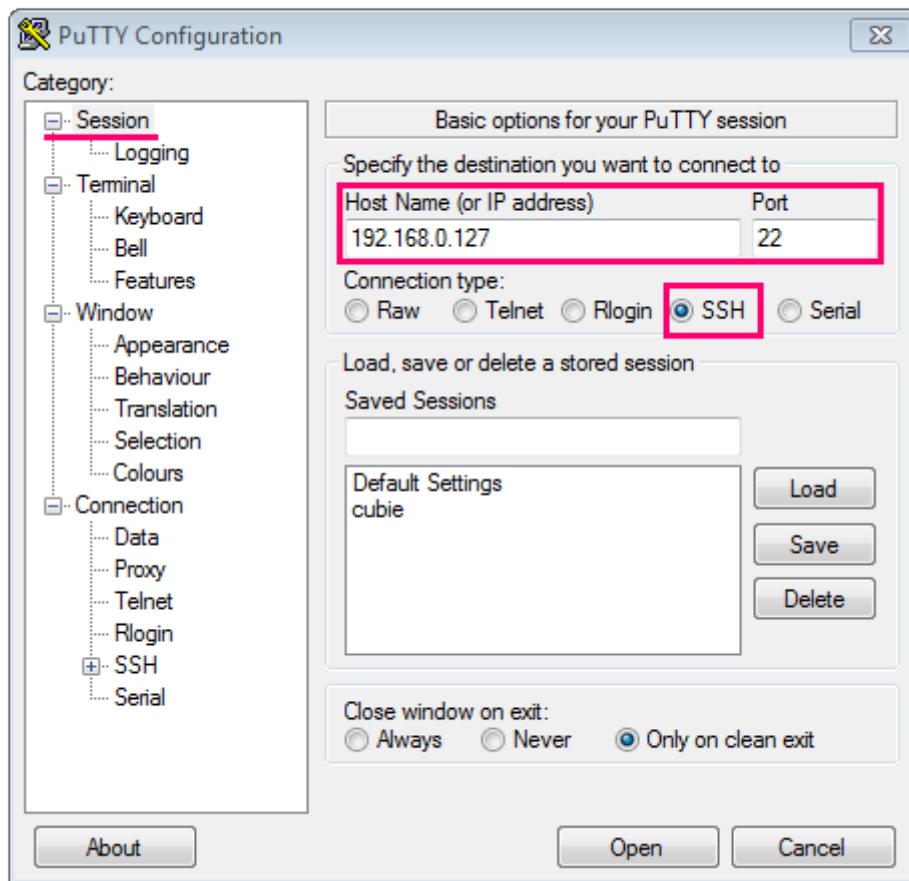 PuTTY Configuration
Category:
Session
Logging
Terminal
Keyboard
Bell
Features
Window
Appearance
Behaviour
Translation
Selection
Colours
Connection
Data
Proxy
Telnet
Rlogin
SSH
Serial
Basic options for your PuTTY session
Specify the destination you want to connect to
Host Name (or IP address) Port
192.168.0.127 22
Connection type:
Raw Telnet Rlogin SSH Serial
Load, save or delete a stored session
Saved Sessions
Default Settings
cubie
Load
Save
Delete
Close window on exit:
Always Never Only on clean exit
About Open Cancel